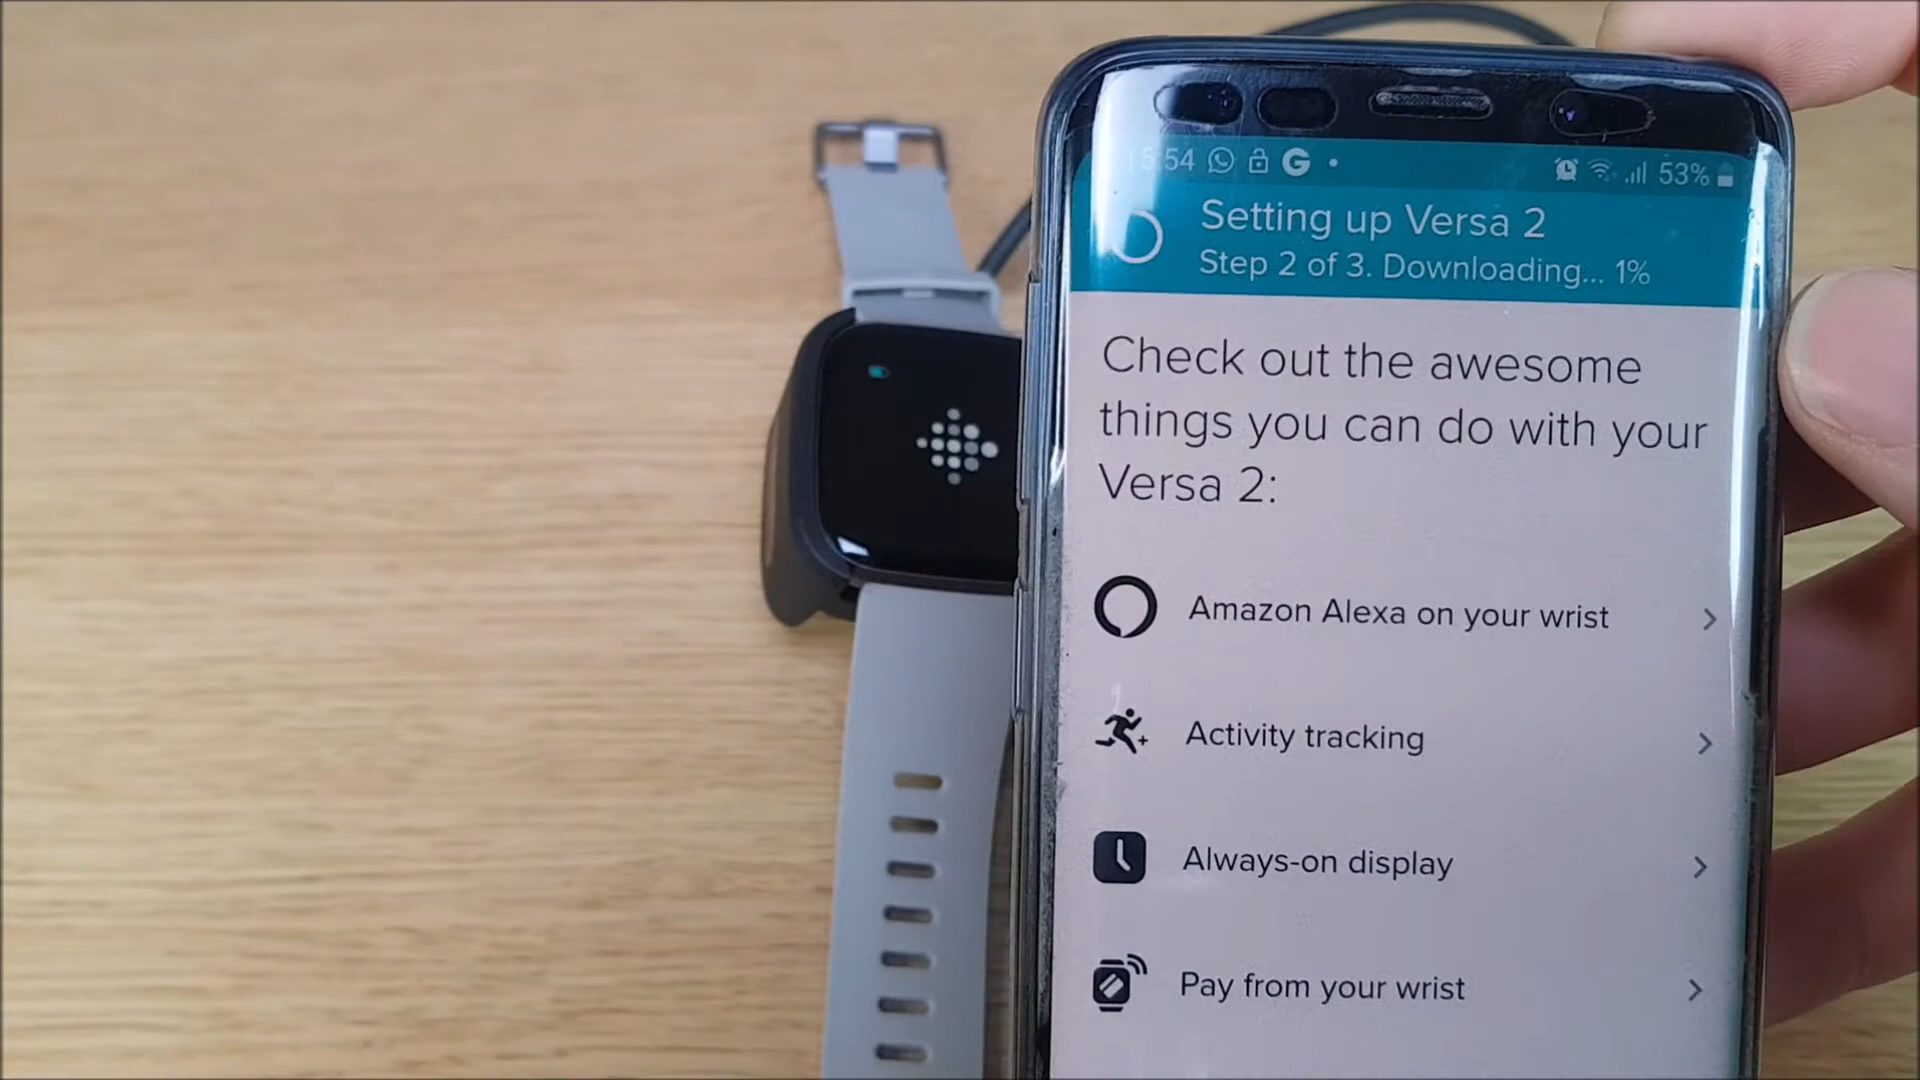 15:54 53%
Setting up Versa 2
Step 2 of 3. Downloading... 1%
Check out the awesome
things you can do with your
Versa 2:
Amazon Alexa on your wrist
Activity tracking
Always-on display
Pay from your wrist